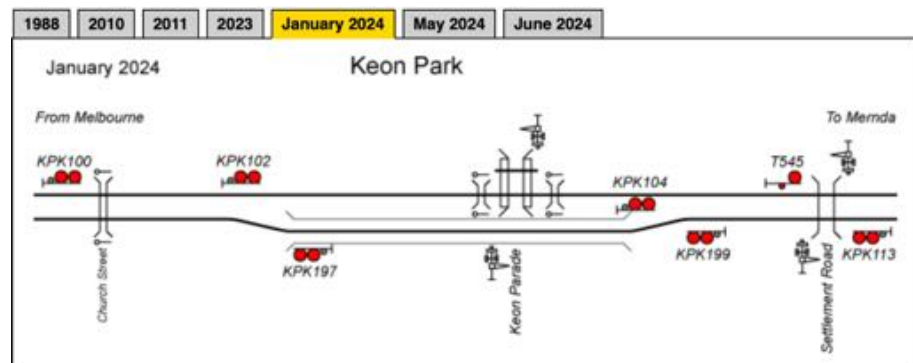 1988 2010 2011 2023 January 2024 May 2024 June 2024
January 2024 Keon Park
From Melbourne To Mernda
KPK100 KPK102 T545
KPK104
KPK197 KPK199 KPK113
Church Street
Keon Parade
Settlement Road